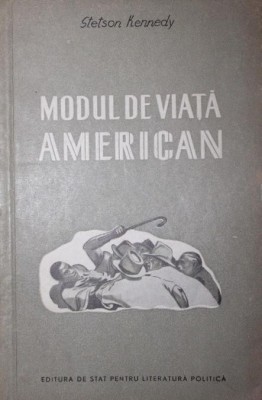 Stetson Kennedy
MODUL DE VIAȚĂ
AMERICAN
EDITURA DE STAT PENTRU LITERATURA POLITICĂ